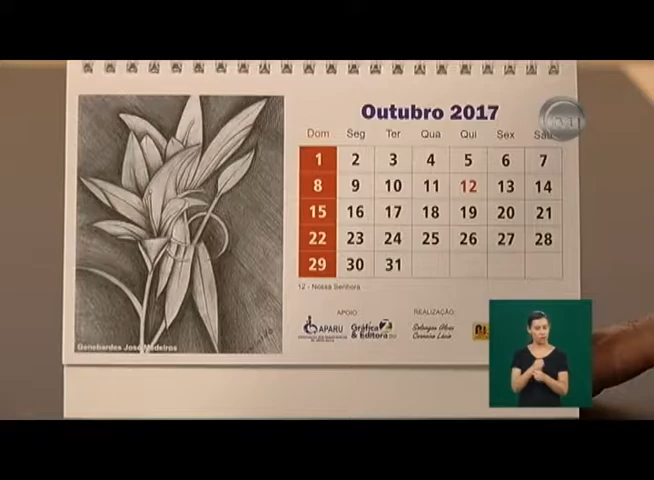 Outubro 2017
Dom Seg Ter Qua Qui Sex Sab
1 2 3 4 5 6 7
8 9 10 11 12 13 14
15 16 17 18 19 20 21
22 23 24 25 26 27 28
29 30 31
12 - Nossa Senhora
Genebardes José Medeiros
APOIO: REALIZAÇÃO:
APARU
Gráfica
& Editora
Solange Alves